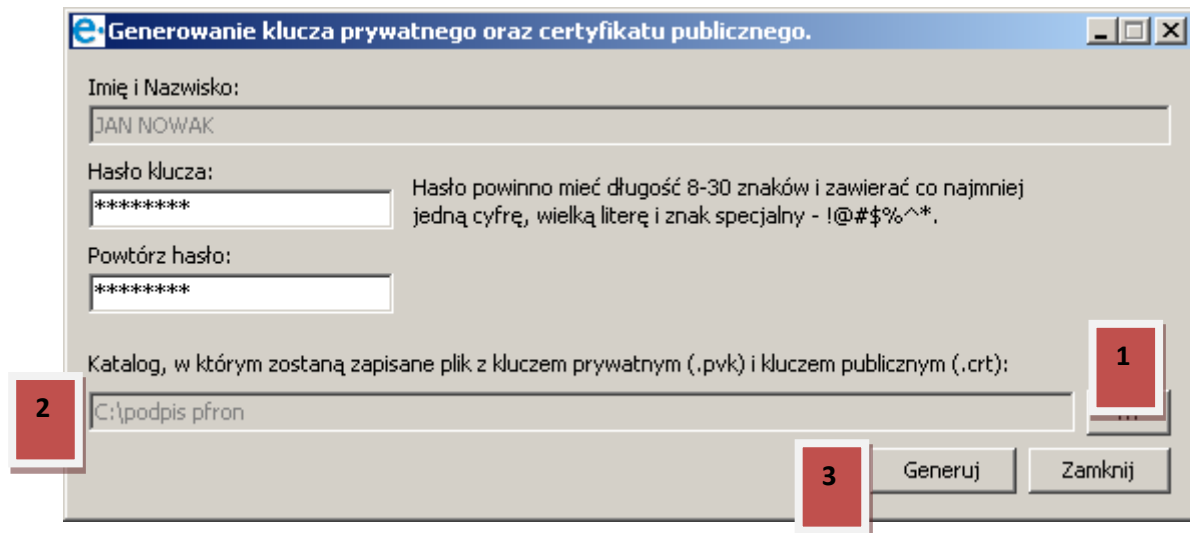 Generowanie klucza prywatnego oraz certyfikatu publicznego.
Imię i Nazwisko:
JAN NOWAK
Hasło klucza:
********
Hasło powinno mieć długość 8-30 znaków i zawierać co najmniej
jedną cyfrę, wielką literę i znak specjalny - !@#$%^*.
Powtórz hasło:
********
Katalog, w którym zostaną zapisane plik z kluczem prywatnym (.pvk) i kluczem publicznym (.crt):
1
2
C:\podpis pfron
...
3
Generuj
Zamknij